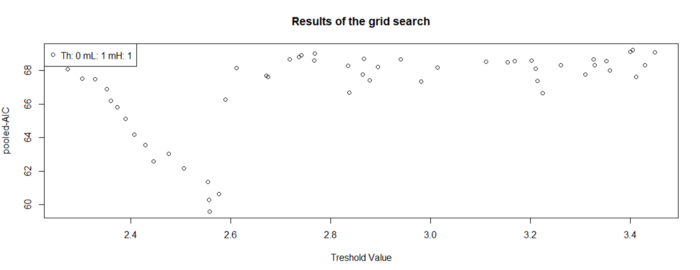 Results of the grid search
Th: 0 mL: 1 mH: 1
pooled-AIC
68
66
64
62
60
2.4 2.6 2.8 3.0 3.2 3.4
Treshold Value